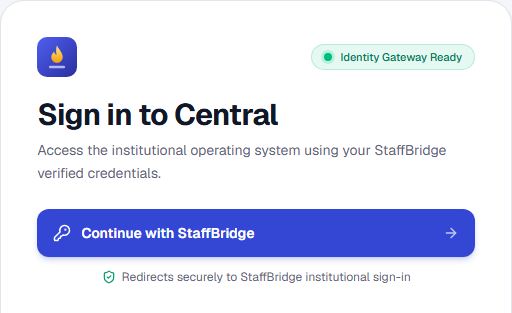 Identity Gateway Ready
Sign in to Central
Access the institutional operating system using your StaffBridge
verified credentials.
Continue with StaffBridge
Redirects securely to StaffBridge institutional sign-in